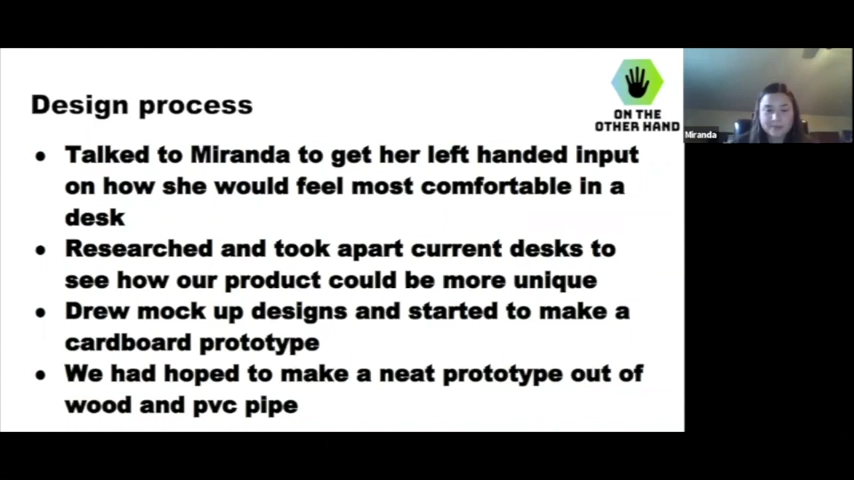 Design process
ON THE
OTHER HAND
Miranda
Talked to Miranda to get her left handed input
on how she would feel most comfortable in a
desk
Researched and took apart current desks to
see how our product could be more unique
Drew mock up designs and started to make a
cardboard prototype
We had hoped to make a neat prototype out of
wood and pvc pipe